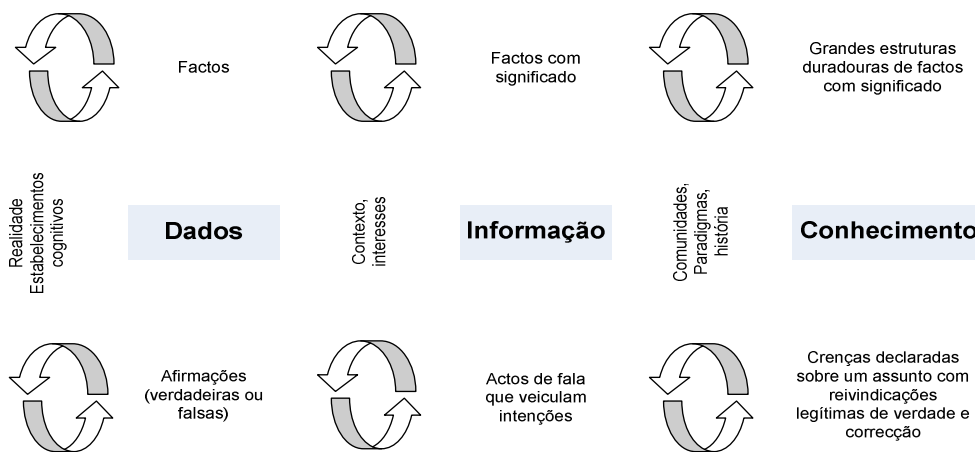 Factos
Factos com
significado
Grandes estruturas
duradouras de factos
com significado
Realidade
Estabelecimentos
cognitivos
Dados
Contexto,
interesses
Informação
Comunidades,
Paradigmas,
história
Conhecimento
Afirmações
(verdadeiras ou
falsas)
Actos de fala
que veiculam
intenções
Crenças declaradas
sobre um assunto com
reivindicações
legítimas de verdade e
correcção